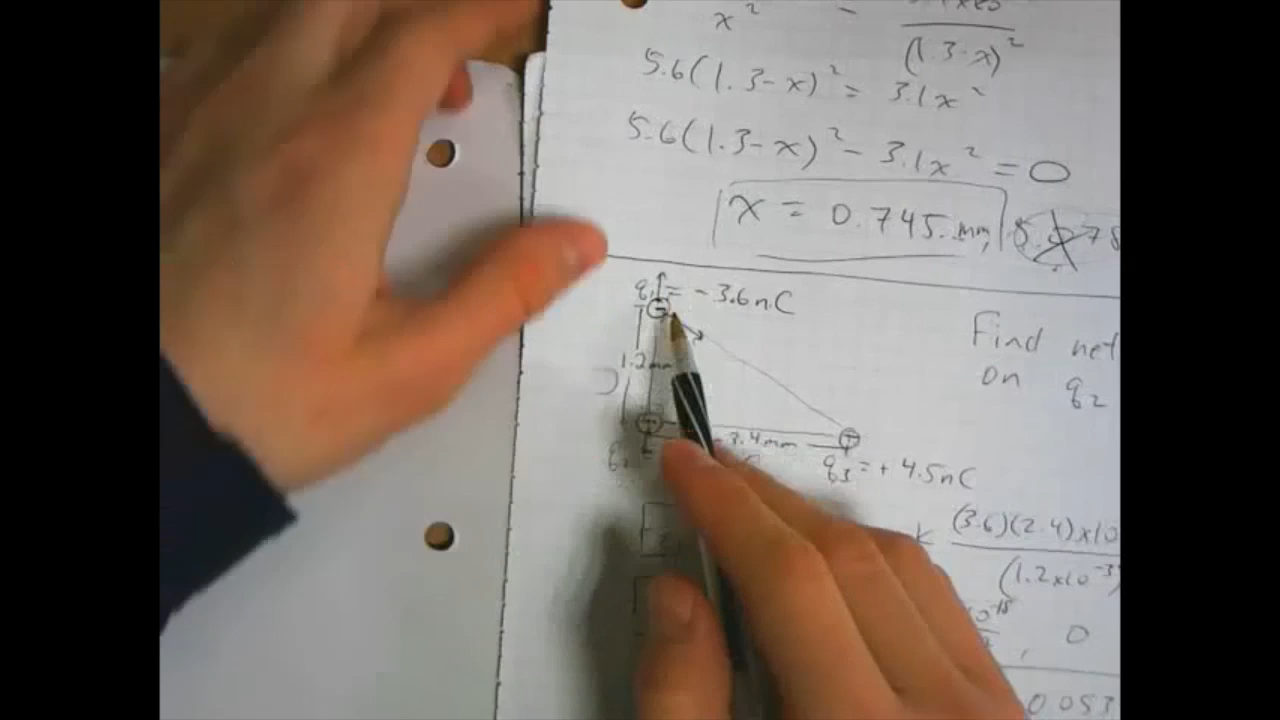 x²
(1.3-x)²
5.6(1.3-x)² = 3.1x²
5.6(1.3-x)² - 3.1x² = 0
x = 0.745 mm
q₁ = -3.6nC
Find net
1.2mm
on q₂
3.4mm
q₃ = +4.5nC
k (3.6)(2.4)x10
(1.2x10⁻³
, 0
0.053